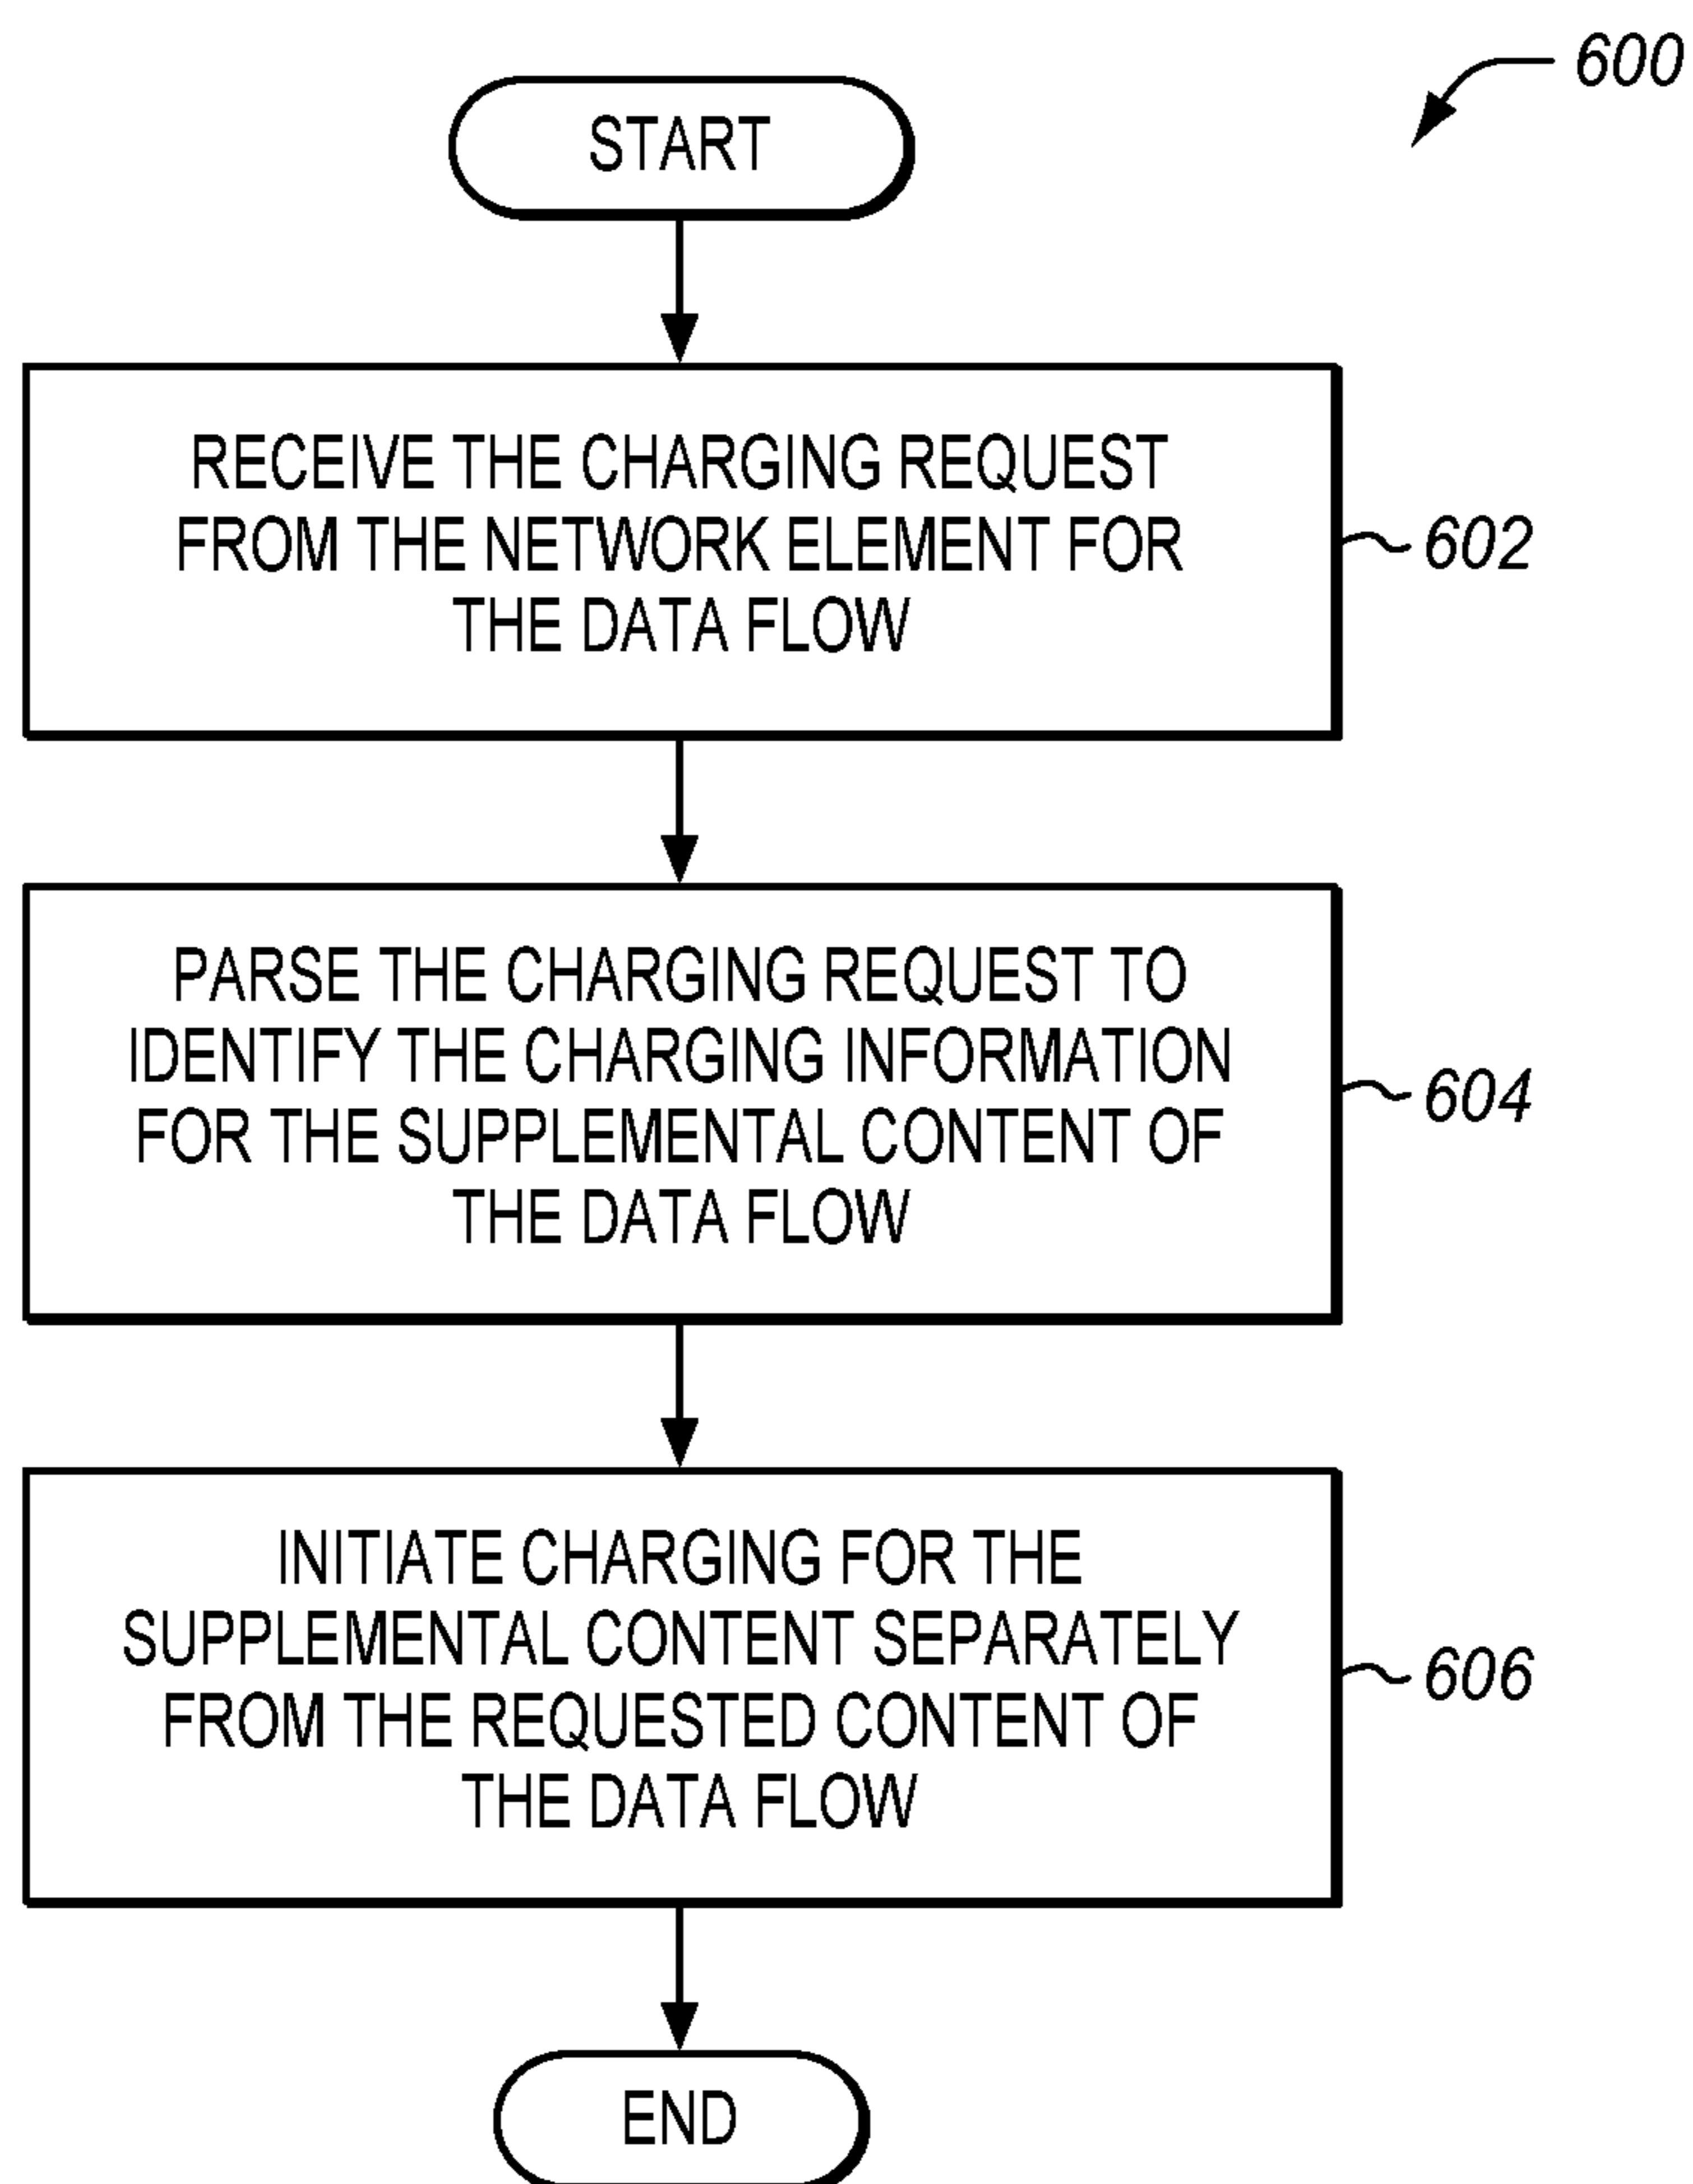 600
START
RECEIVE THE CHARGING REQUEST
FROM THE NETWORK ELEMENT FOR
THE DATA FLOW
602
PARSE THE CHARGING REQUEST TO
IDENTIFY THE CHARGING INFORMATION
FOR THE SUPPLEMENTAL CONTENT OF
THE DATA FLOW
604
INITIATE CHARGING FOR THE
SUPPLEMENTAL CONTENT SEPARATELY
FROM THE REQUESTED CONTENT OF
THE DATA FLOW
606
END